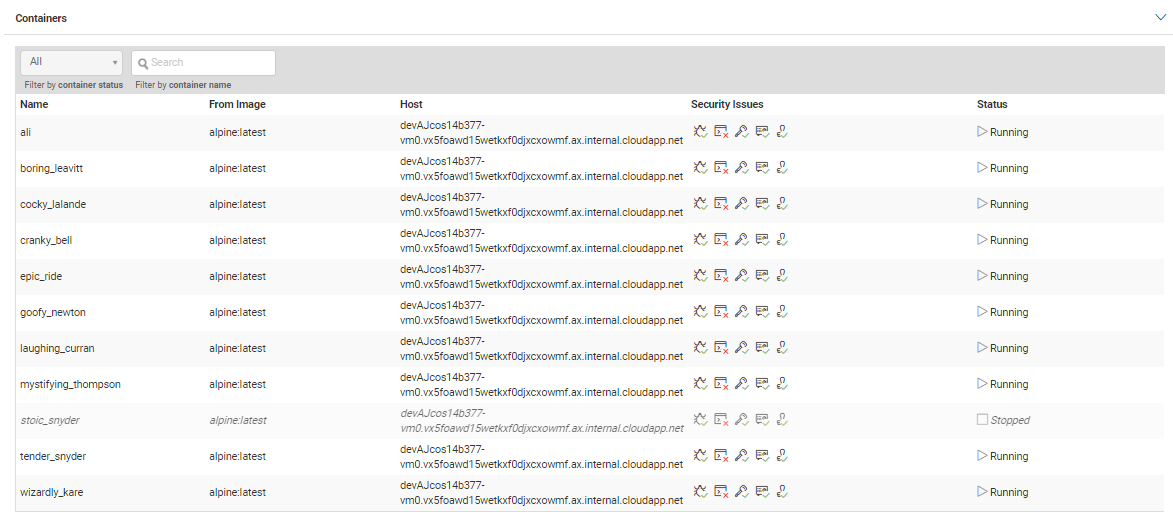 Containers
All Search
Filter by container status Filter by container name
Name From Image Host Security Issues Status
ali alpine:latest devAJcos14b377-
vm0.vx5foawd15wetkxf0djxcxowmf.ax.internal.cloudapp.net Running
boring_leavitt alpine:latest devAJcos14b377-
vm0.vx5foawd15wetkxf0djxcxowmf.ax.internal.cloudapp.net Running
cocky_lalande alpine:latest devAJcos14b377-
vm0.vx5foawd15wetkxf0djxcxowmf.ax.internal.cloudapp.net Running
cranky_bell alpine:latest devAJcos14b377-
vm0.vx5foawd15wetkxf0djxcxowmf.ax.internal.cloudapp.net Running
epic_ride alpine:latest devAJcos14b377-
vm0.vx5foawd15wetkxf0djxcxowmf.ax.internal.cloudapp.net Running
goofy_newton alpine:latest devAJcos14b377-
vm0.vx5foawd15wetkxf0djxcxowmf.ax.internal.cloudapp.net Running
laughing_curran alpine:latest devAJcos14b377-
vm0.vx5foawd15wetkxf0djxcxowmf.ax.internal.cloudapp.net Running
mystifying_thompson alpine:latest devAJcos14b377-
vm0.vx5foawd15wetkxf0djxcxowmf.ax.internal.cloudapp.net Running
stoic_snyder alpine:latest devAJcos14b377-
vm0.vx5foawd15wetkxf0djxcxowmf.ax.internal.cloudapp.net Stopped
tender_snyder alpine:latest devAJcos14b377-
vm0.vx5foawd15wetkxf0djxcxowmf.ax.internal.cloudapp.net Running
wizardly_kare alpine:latest devAJcos14b377-
vm0.vx5foawd15wetkxf0djxcxowmf.ax.internal.cloudapp.net Running